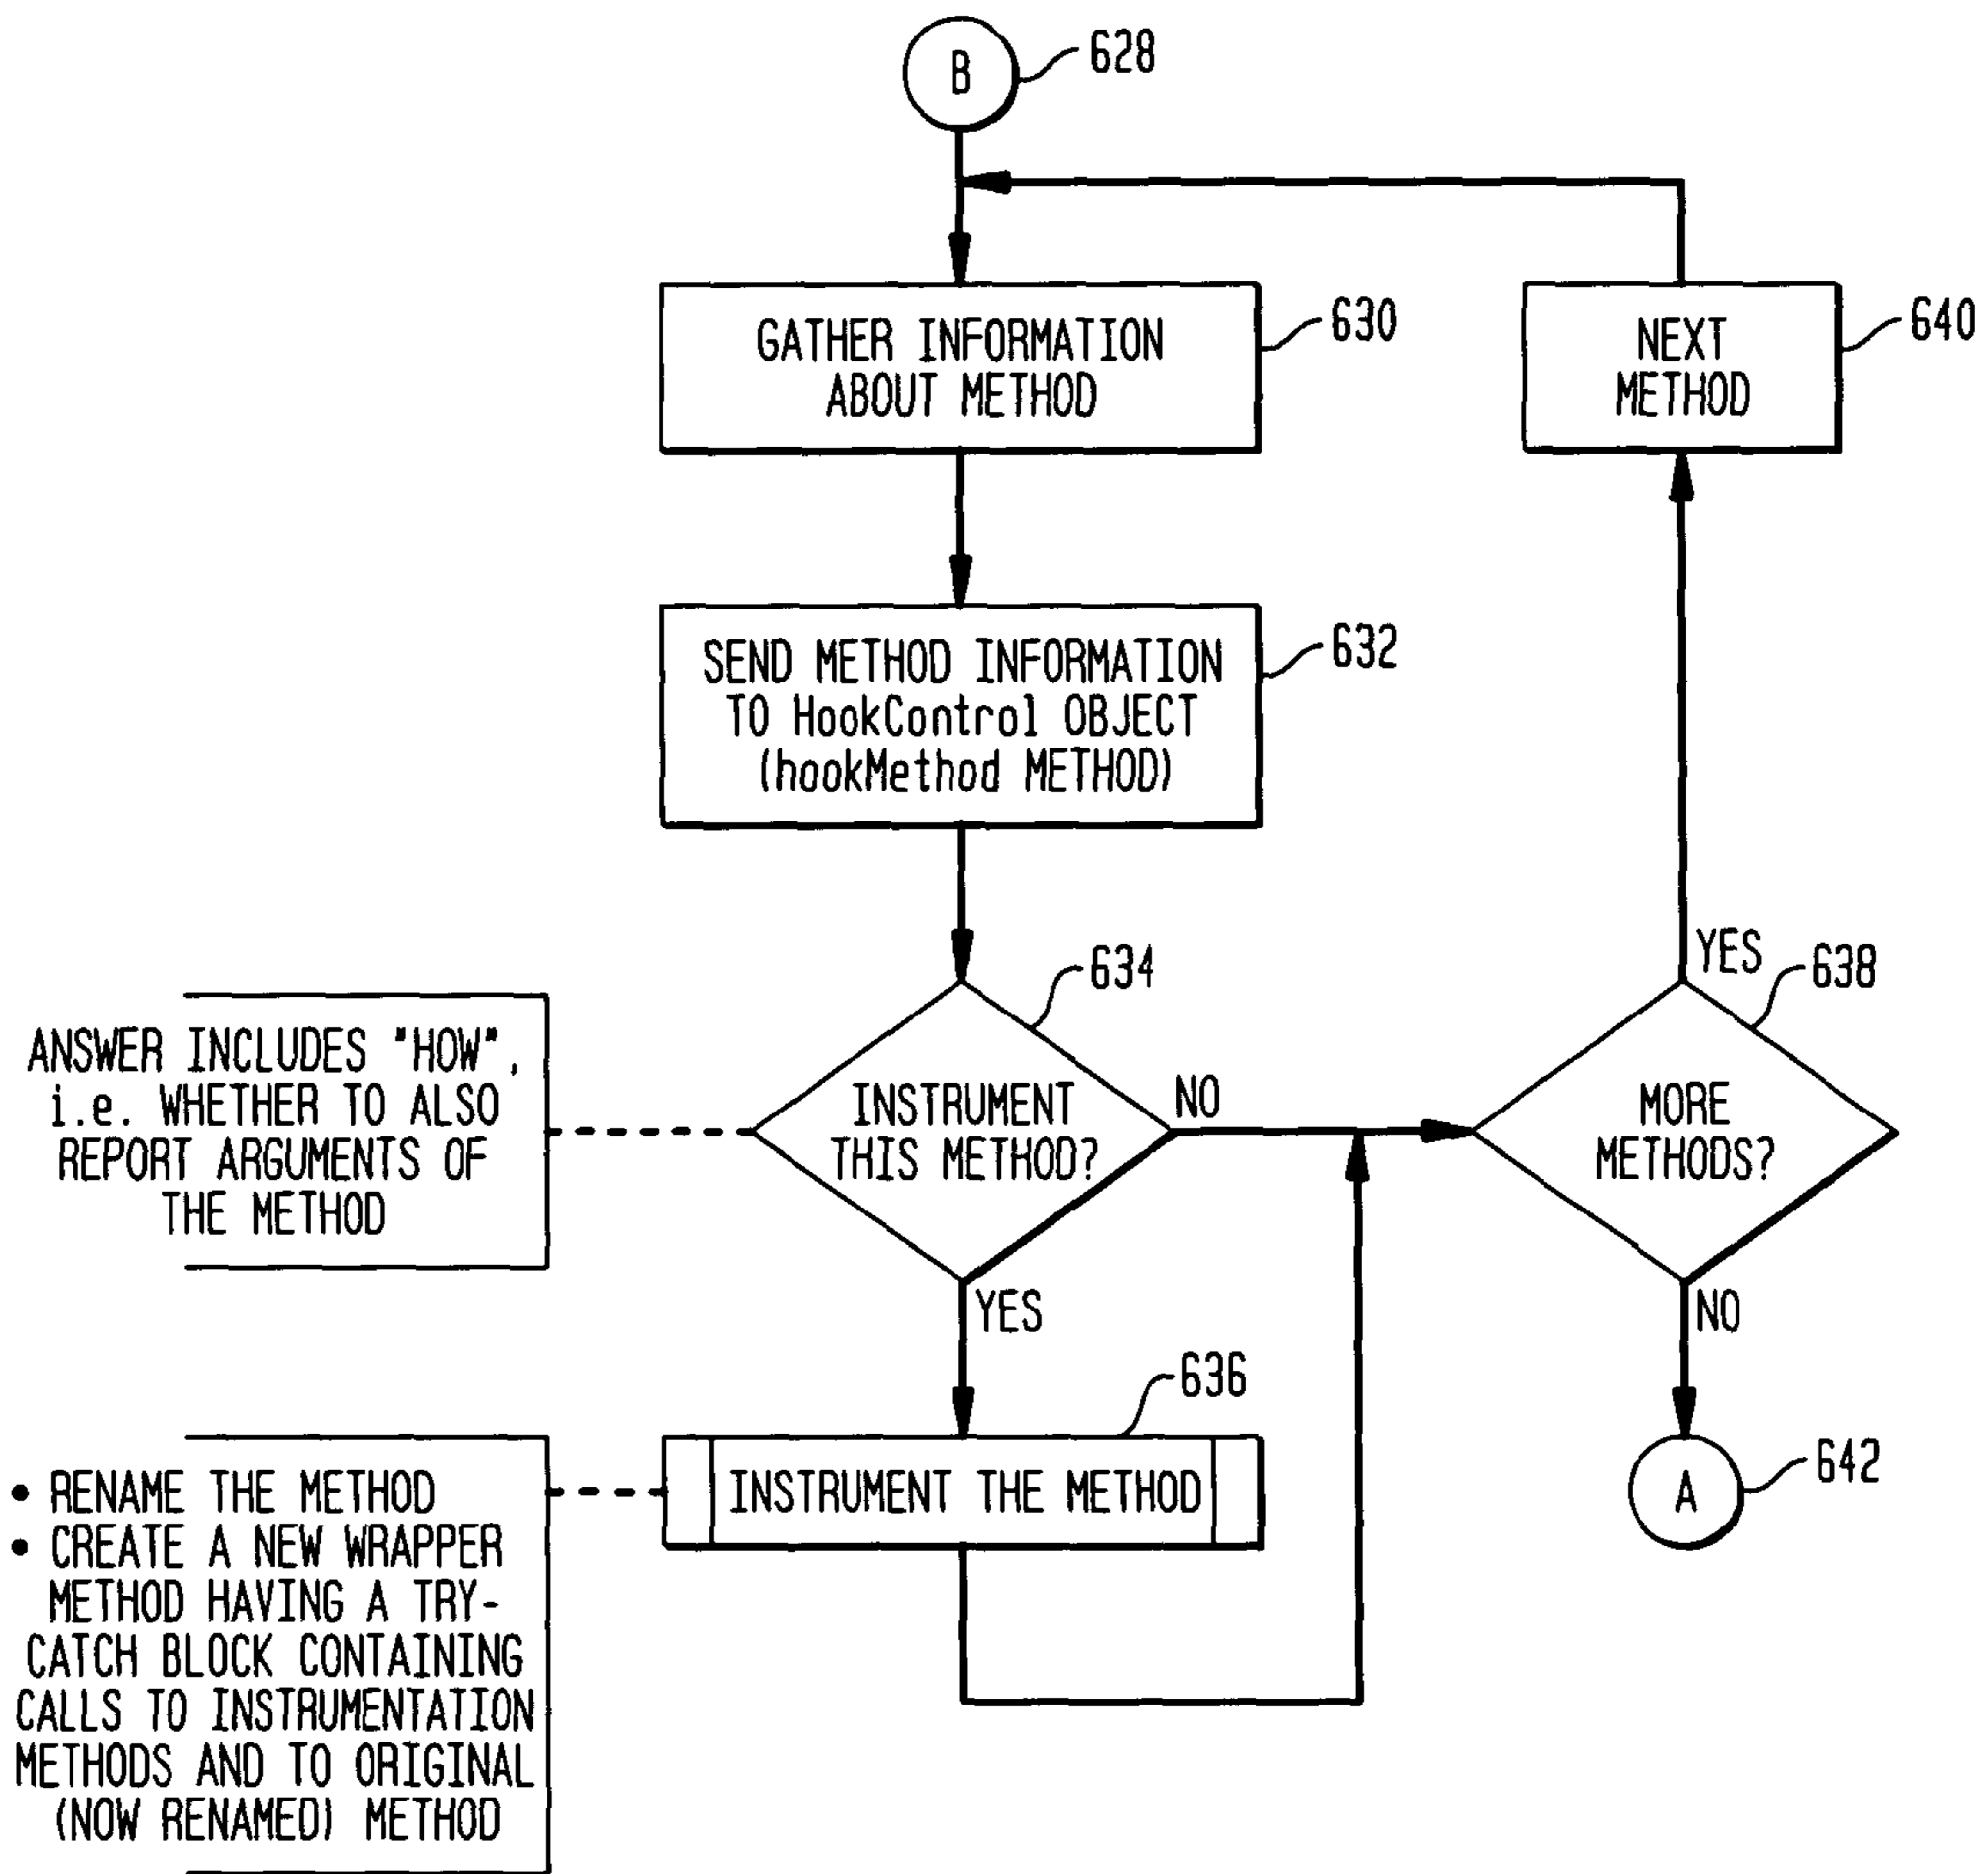 B
628
GATHER INFORMATION
ABOUT METHOD
630
NEXT
METHOD
640
SEND METHOD INFORMATION
TO HookControl OBJECT
(hookMethod METHOD)
632
634
YES
638
ANSWER INCLUDES "HOW",
i.e. WHETHER TO ALSO
REPORT ARGUMENTS OF
THE METHOD
INSTRUMENT
THIS METHOD?
NO
MORE
METHODS?
YES
NO
636
INSTRUMENT THE METHOD
A
642
• RENAME THE METHOD
• CREATE A NEW WRAPPER
METHOD HAVING A TRY-
CATCH BLOCK CONTAINING
CALLS TO INSTRUMENTATION
METHODS AND TO ORIGINAL
(NOW RENAMED) METHOD